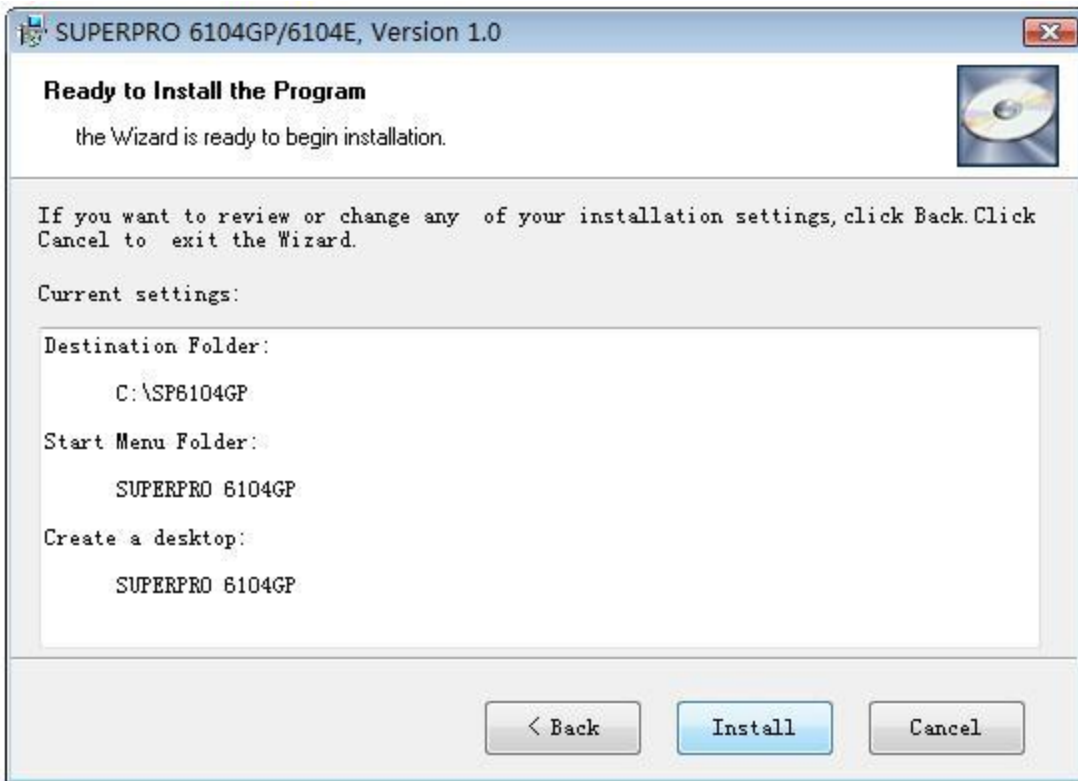 SUPERPRO 6104GP/6104E, Version 1.0
Ready to Install the Program
the Wizard is ready to begin installation.
If you want to review or change any  of your installation settings,click Back.Click
Cancel to  exit the Wizard.
Current settings:
Destination Folder:
C:\SP6104GP
Start Menu Folder:
SUPERPRO 6104GP
Create a desktop:
SUPERPRO 6104GP
< Back
Install
Cancel